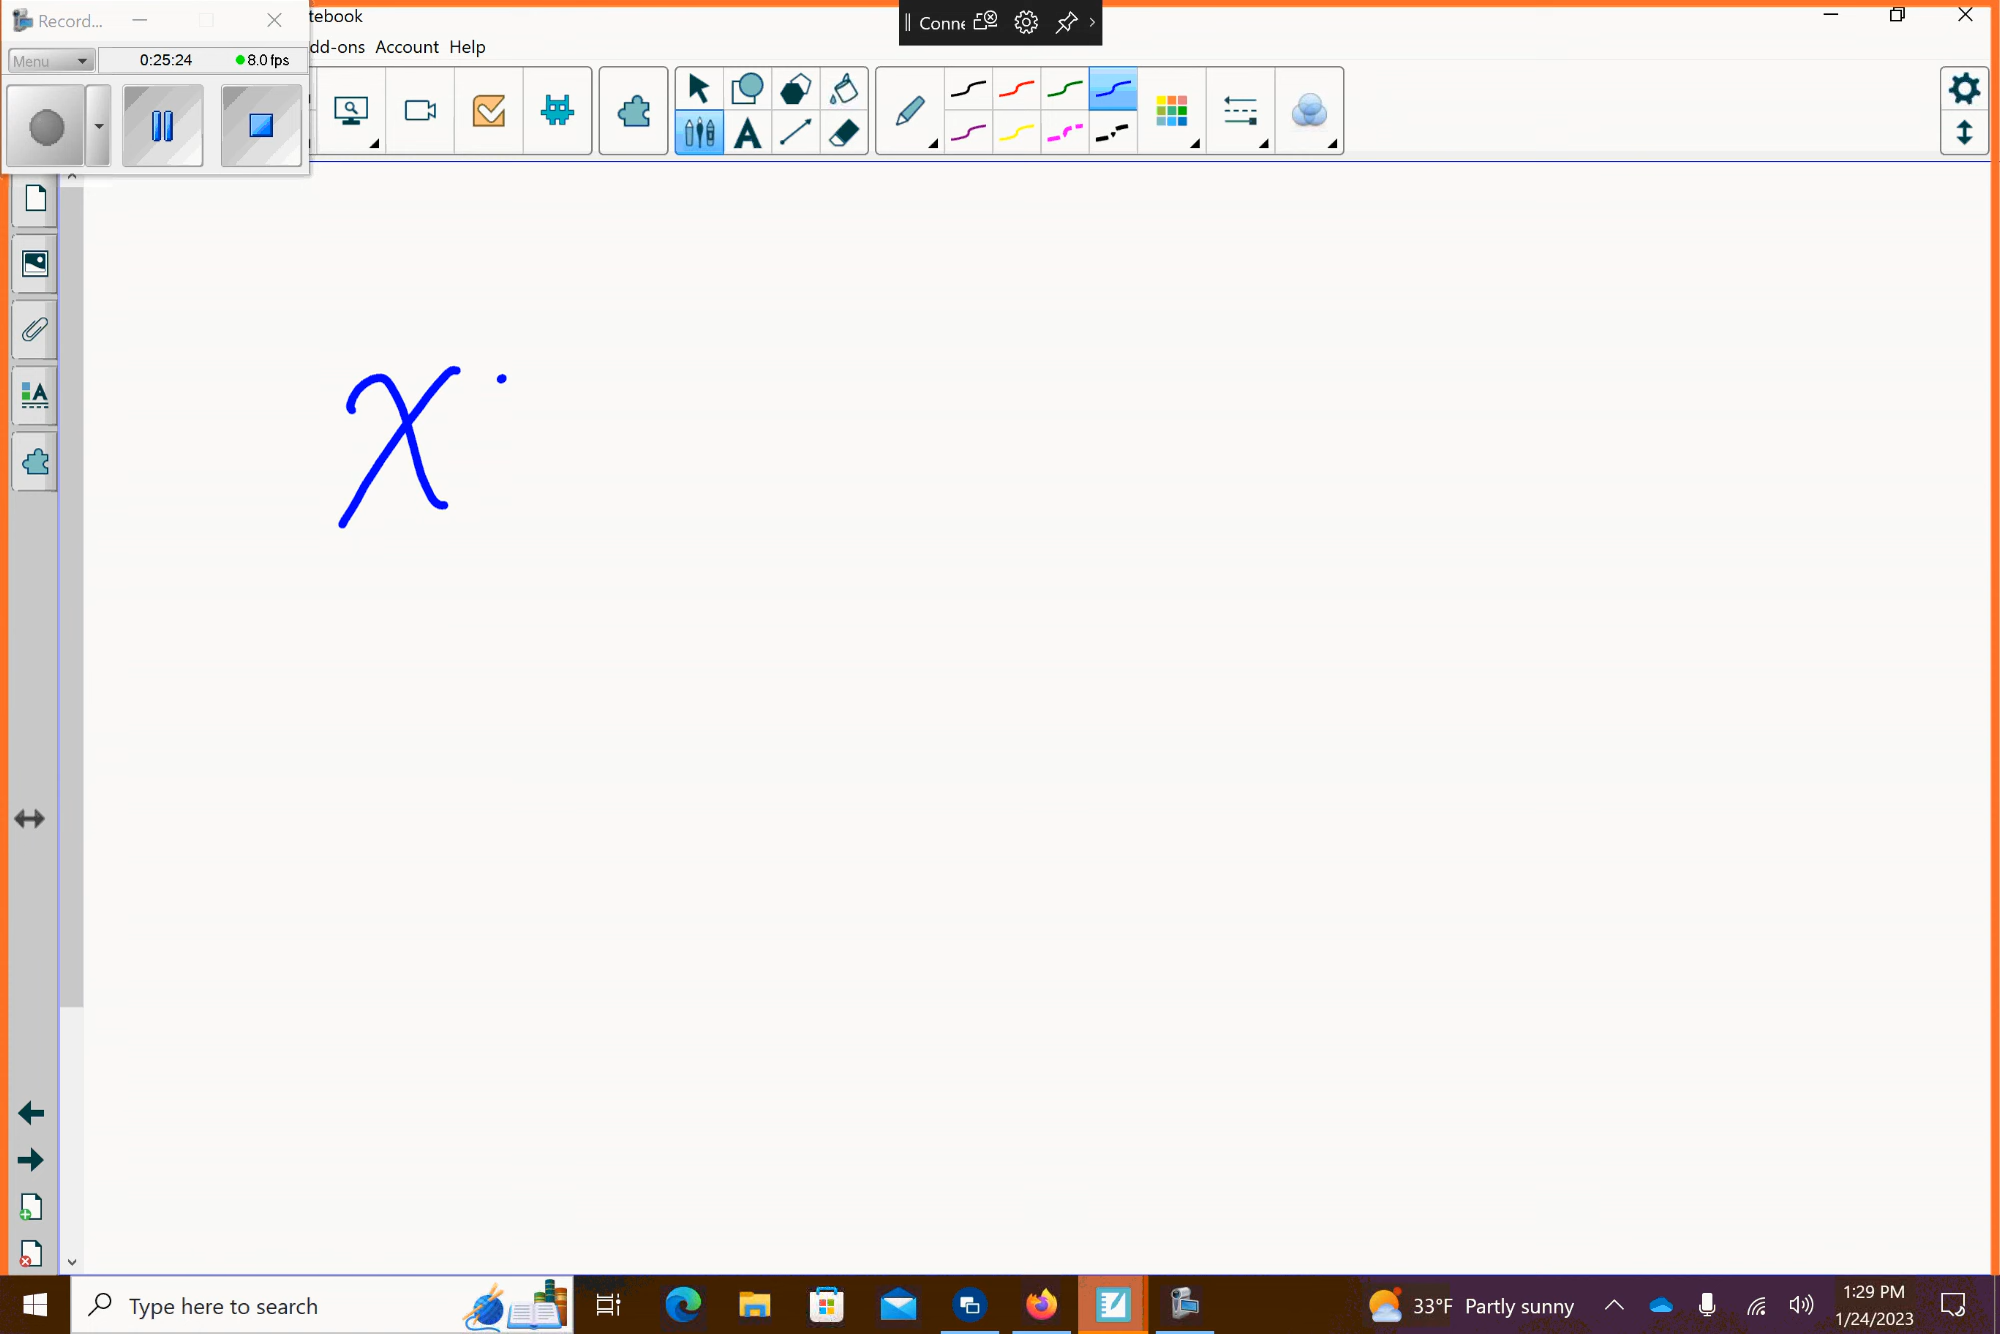 Record...
tebook
Conne
dd-ons Account Help
Menu 0:25:24 8.0 fps
A
A
X
Type here to search
33°F Partly sunny
1:29 PM
1/24/2023